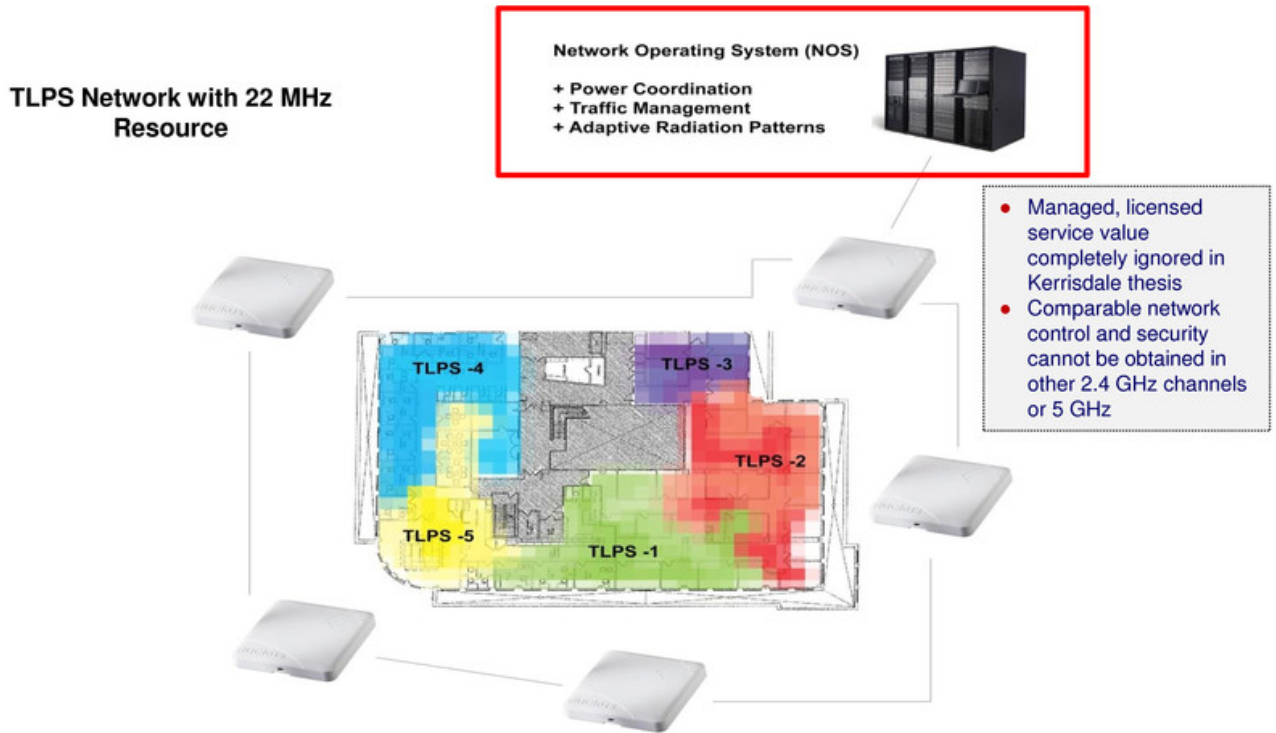 Network Operating System (NOS)
+ Power Coordination
+ Traffic Management
+ Adaptive Radiation Patterns
TLPS Network with 22 MHz
Resource
● Managed, licensed
service value
completely ignored in
Kerrisdale thesis
● Comparable network
control and security
cannot be obtained in
other 2.4 GHz channels
or 5 GHz
TLPS -4
TLPS -3
TLPS -2
TLPS -5
TLPS -1